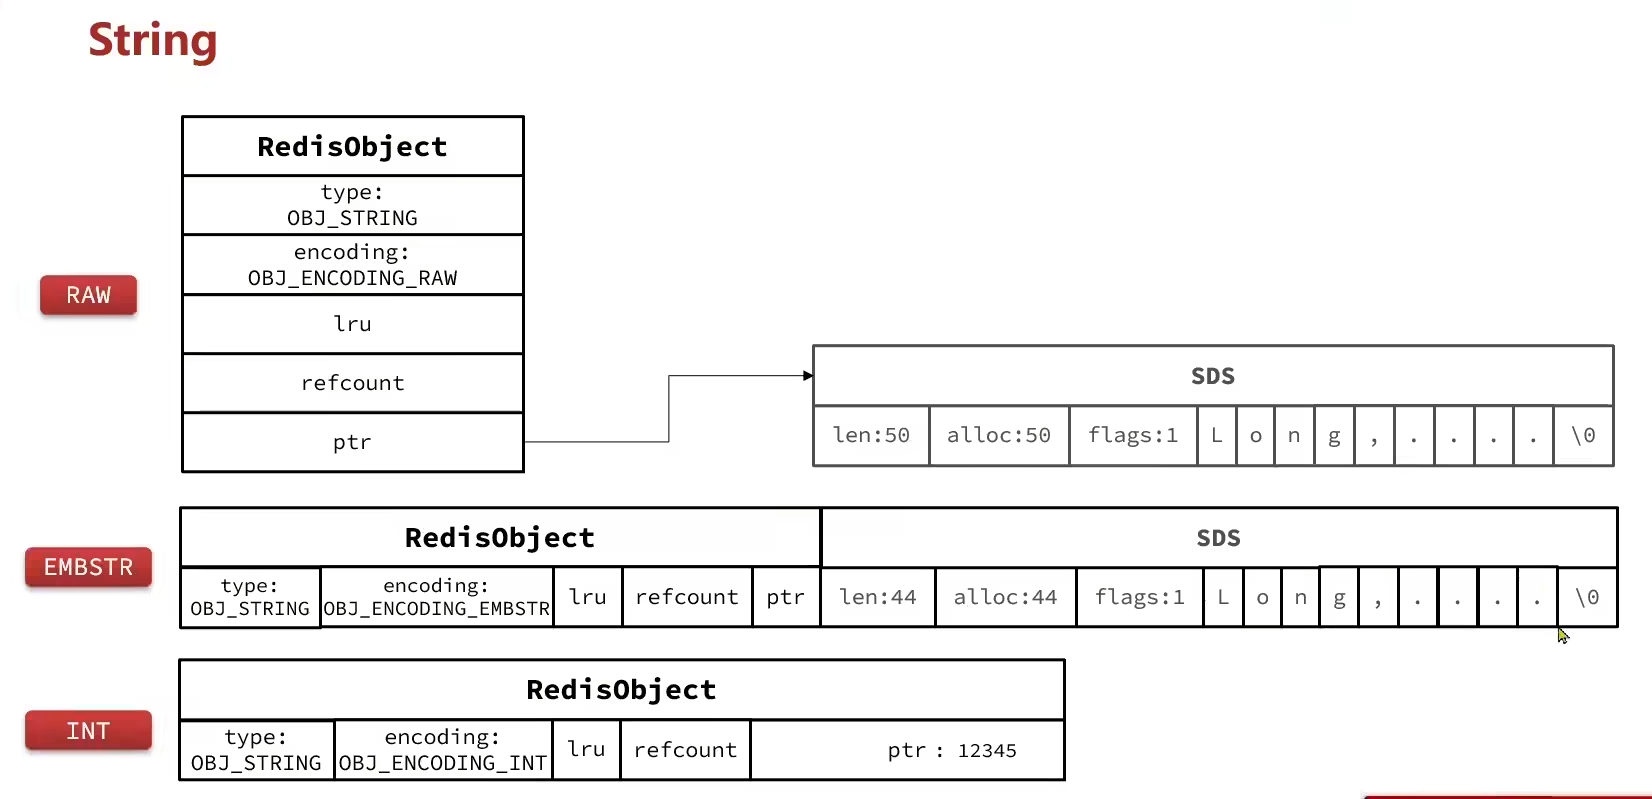 String
RedisObject
type:
OBJ_STRING
encoding:
OBJ_ENCODING_RAW
RAW
lru
refcount
ptr
SDS
len:50 alloc:50 flags:1 L o n g , . . . . \0
RedisObject SDS
EMBSTR
type:
OBJ_STRING
encoding:
OBJ_ENCODING_EMBSTR
lru refcount ptr len:44 alloc:44 flags:1 L o n g , . . . . \0
RedisObject
INT
type:
OBJ_STRING
encoding:
OBJ_ENCODING_INT
lru refcount ptr : 12345